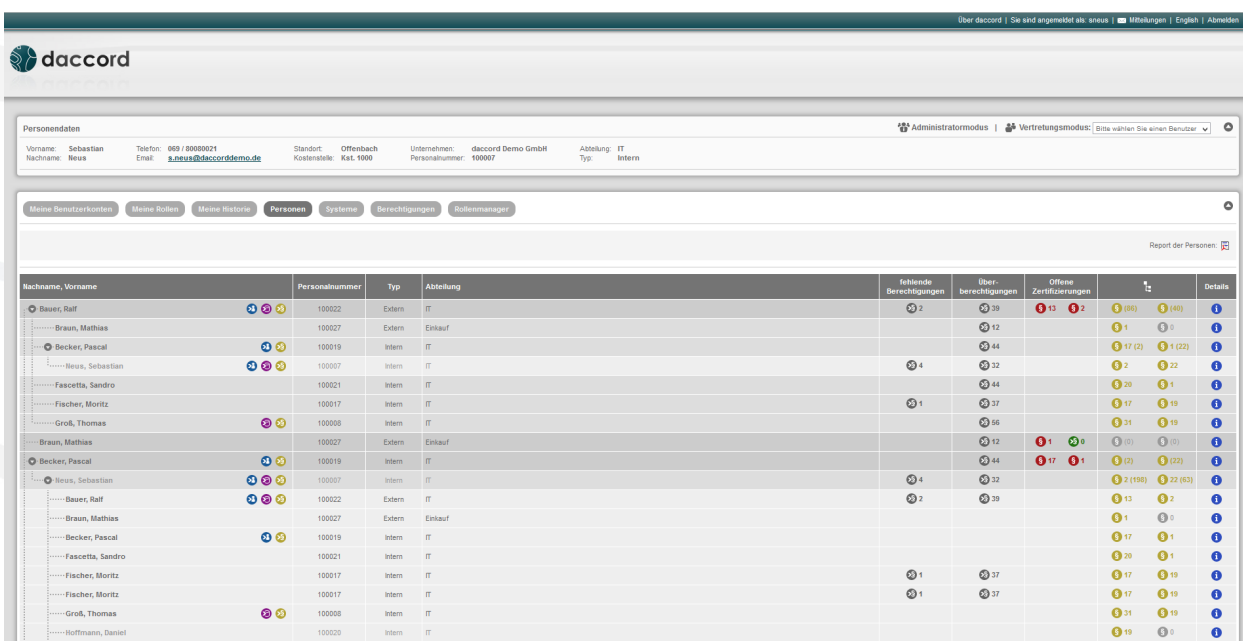 Über daccord | Sie sind angemeldet als: sneus | Mitteilungen | English | Abmelden
daccord
Personendaten Administratormodus | Vertretungsmodus: Bitte wählen Sie einen Benutzer
Vorname: Sebastian Telefon: 069 / 80080021 Standort: Offenbach Unternehmen: daccord Demo GmbH Abteilung: IT
Nachname: Neus Email: s.neus@daccorddemo.de Kostenstelle: Kst. 1000 Personalnummer: 100007 Typ: Intern
Meine Benutzerkonten Meine Rollen Meine Historie Personen Systeme Berechtigungen Rollenmanager
Report der Personen:
Nachname, Vorname Personalnummer Typ Abteilung fehlende Berechtigungen Über-berechtigungen Offene Zertifizierungen Details
Bauer, Ralf 100022 Extern IT 2 39 13 2 (86) (40)
Braun, Mathias 100027 Extern Einkauf 12 1 0
Becker, Pascal 100019 Intern IT 44 17 (2) 1 (22)
Neus, Sebastian 100007 Intern IT 4 32 2 22
Fascetta, Sandro 100021 Intern IT 44 20 1
Fischer, Moritz 100017 Intern IT 1 37 17 19
Groß, Thomas 100008 Intern IT 56 31 19
Braun, Mathias 100027 Extern Einkauf 12 1 0 (0) (0)
Becker, Pascal 100019 Intern IT 44 17 1 (2) (22)
Neus, Sebastian 100007 Intern IT 4 32 2 (198) 22 (63)
Bauer, Ralf 100022 Extern IT 2 39 13 2
Braun, Mathias 100027 Extern Einkauf 1 0
Becker, Pascal 100019 Intern IT 17 1
Fascetta, Sandro 100021 Intern IT 20 1
Fischer, Moritz 100017 Intern IT 1 37 17 19
Fischer, Moritz 100017 Intern IT 1 37 17 19
Groß, Thomas 100008 Intern IT 31 19
Hoffmann, Daniel 100020 Intern IT 19 0